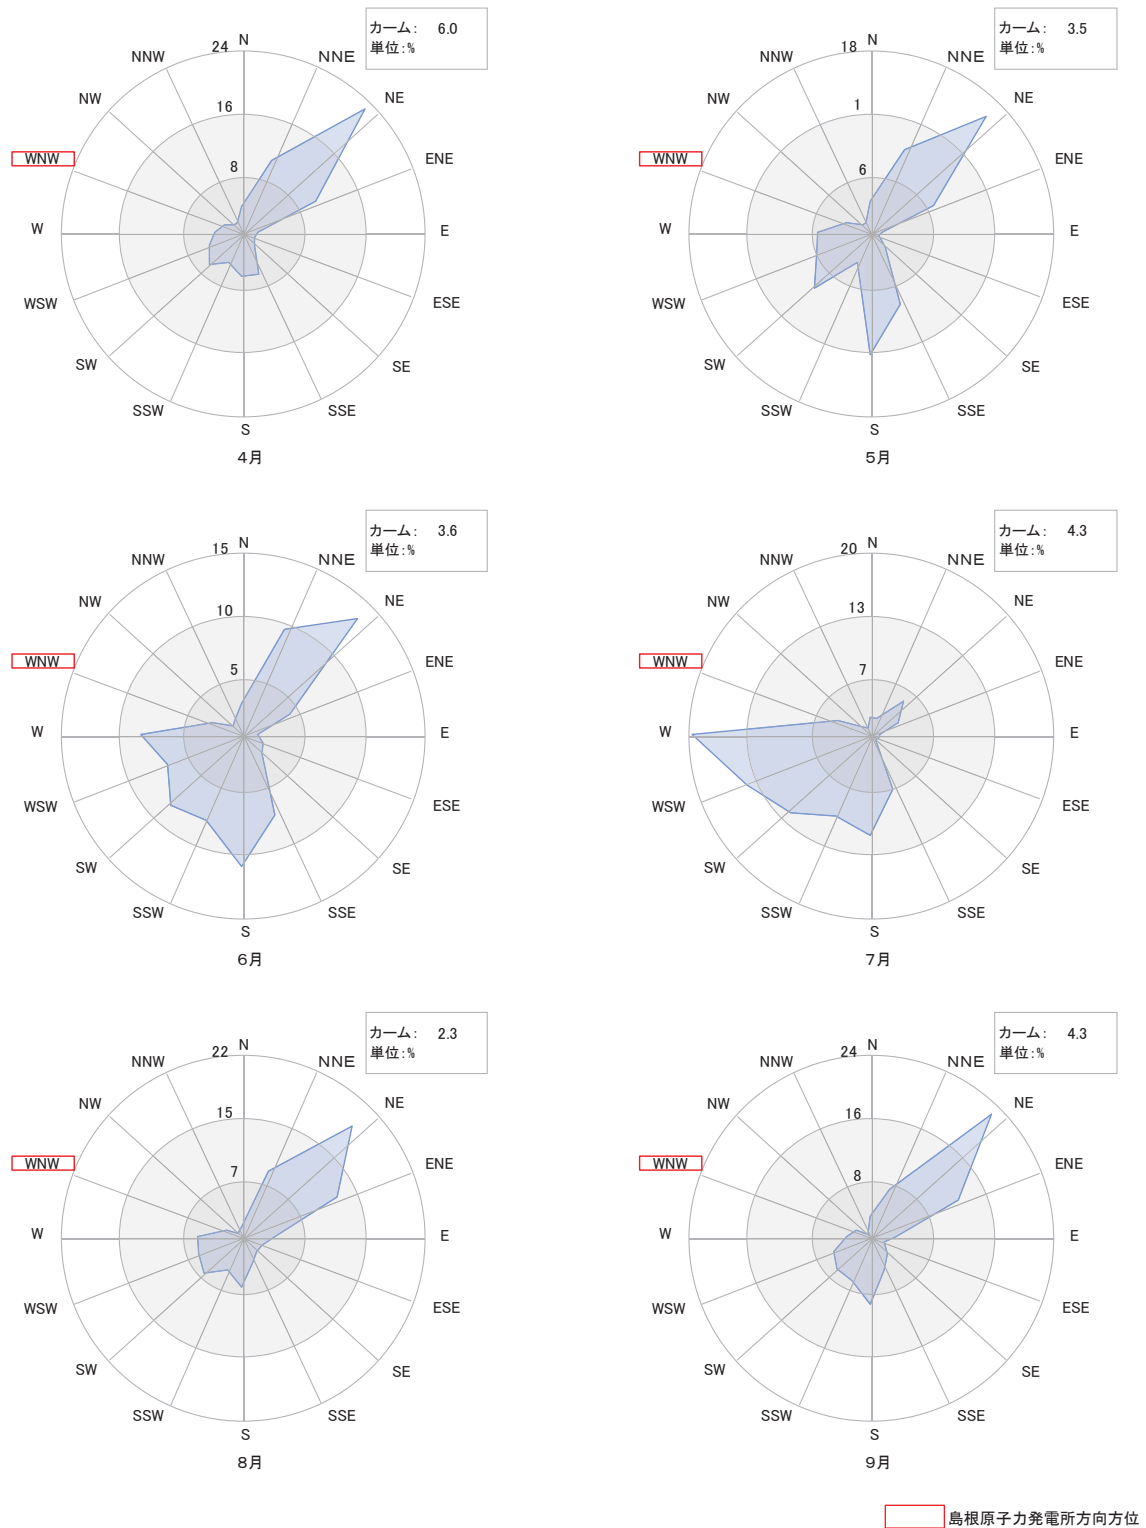 カーム： 6.0
単位：%
24 N
NNW NNE
NW NE
16
WNW ENE
8
W E
WSW ESE
SW SE
SSW SSE
S
4月
カーム： 3.5
単位：%
18 N
NNW NNE
NW NE
1
WNW ENE
6
W E
WSW ESE
SW SE
SSW SSE
S
5月
カーム： 3.6
単位：%
15 N
NNW NNE
NW NE
10
WNW ENE
5
W E
WSW ESE
SW SE
SSW SSE
S
6月
カーム： 4.3
単位：%
20 N
NNW NNE
NW NE
13
WNW ENE
7
W E
WSW ESE
SW SE
SSW SSE
S
7月
カーム： 2.3
単位：%
22 N
NNW NNE
NW NE
15
WNW ENE
7
W E
WSW ESE
SW SE
SSW SSE
S
8月
カーム： 4.3
単位：%
24 N
NNW NNE
NW NE
16
WNW ENE
8
W E
WSW ESE
SW SE
SSW SSE
S
9月
島根原子力発電所方向方位